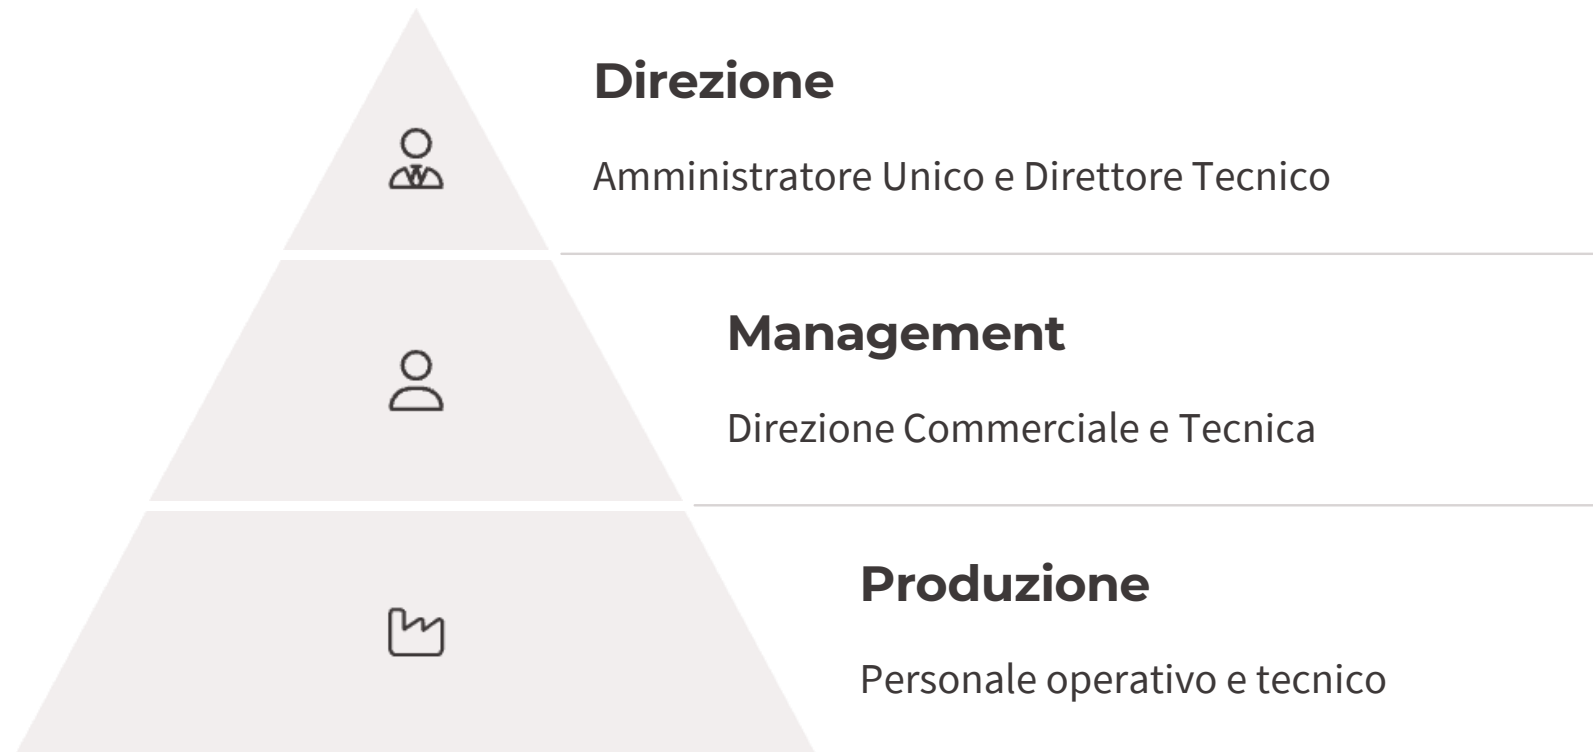 Direzione
Amministratore Unico e Direttore Tecnico
Management
Direzione Commerciale e Tecnica
Produzione
Personale operativo e tecnico